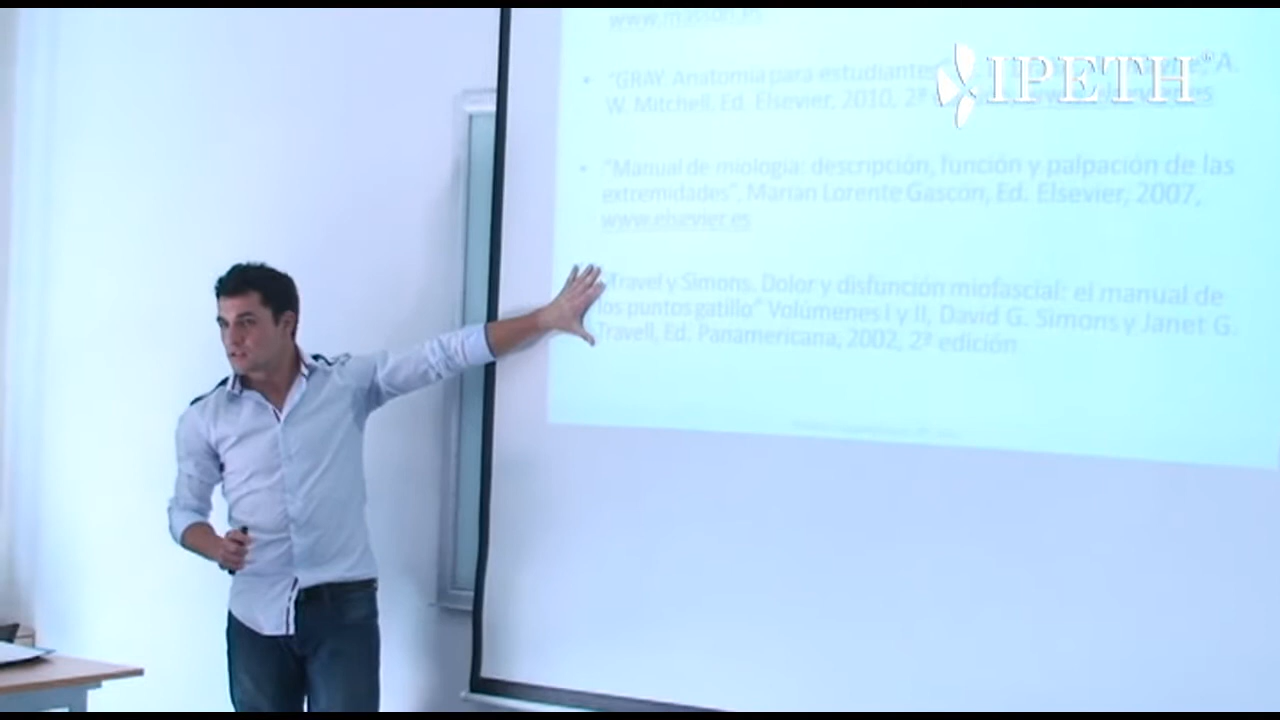 www.masson.es
"GRAY. Anatomía para estudiantes"
IPETH®
A.
W. Mitchell, Ed. Elsevier, 2010, 2ª
• "Manual de miología: descripción, función y palpación de las
extremidades", Marian Lorente Gascón, Ed. Elsevier, 2007,
www.elsevier.es
Travel y Simons. Dolor y disfunción miofascial: el manual de
los puntos gatillo" Volúmenes I y II, David G. Simons y Janet G.
Travell, Ed. Panamericana, 2002, 2ª edición